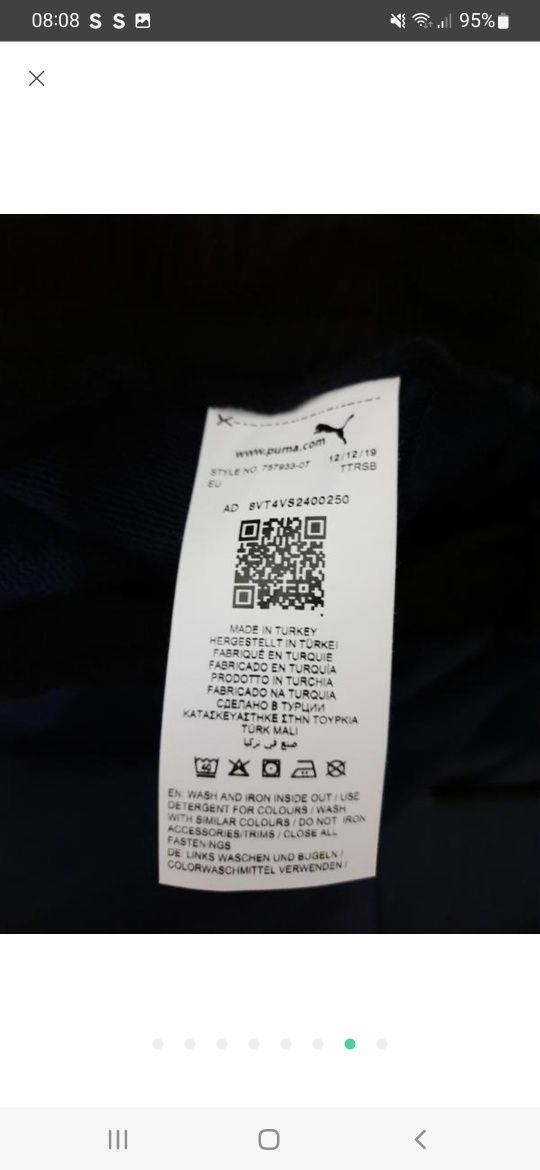 08:08 S S 95%
www.puma.com
STYLE NO. 757933-07 12/12/19
EU TTRSB
AD 8VT4VS2400250
MADE IN TURKEY
HERGESTELLT IN TÜRKEI
FABRIQUÉ EN TURQUIE
FABRICADO EN TURQUÍA
PRODOTTO IN TURCHIA
FABRICADO NA TURQUIA
СДЕЛАНО В ТУРЦИИ
ΚΑΤΑΣΚΕΥΑΣΤΗΚΕ ΣΤΗΝ ΤΟΥΡΚΙΑ
TÜRK MALI
صنع في تركيا
40
EN: WASH AND IRON INSIDE OUT / USE
DETERGENT FOR COLOURS / WASH
WITH SIMILAR COLOURS / DO NOT IRON
ACCESSORIES/TRIMS / CLOSE ALL
FASTENINGS
DE: LINKS WASCHEN UND BÜGELN /
COLORWASCHMITTEL VERWENDEN /